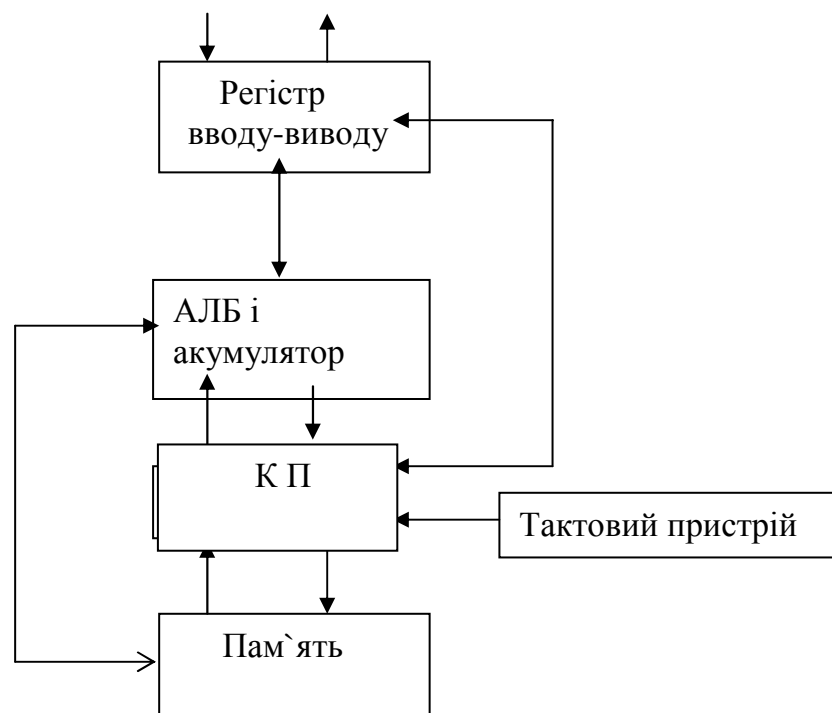 Регістр
вводу-виводу
АЛБ і
акумулятор
К П
Тактовий пристрій
Пам`ять